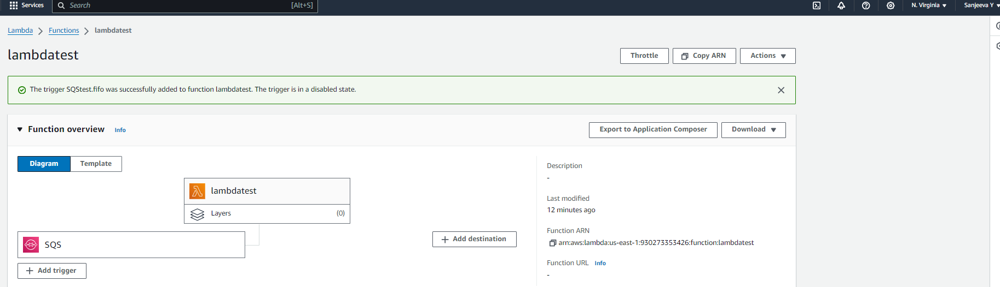 Services
Search [Alt+S]
N. Virginia
Sanjeeva Y
Lambda
Functions
lambdatest
lambdatest
Throttle
Copy ARN
Actions
The trigger SQStest.fifo was successfully added to function lambdatest. The trigger is in a disabled state.
Function overview
Info
Export to Application Composer
Download
Diagram
Template
lambdatest
Layers (0)
SQS
Add trigger
Add destination
Description
-
Last modified
12 minutes ago
Function ARN
arn:aws:lambda:us-east-1:930273353426:function:lambdatest
Function URL Info
-